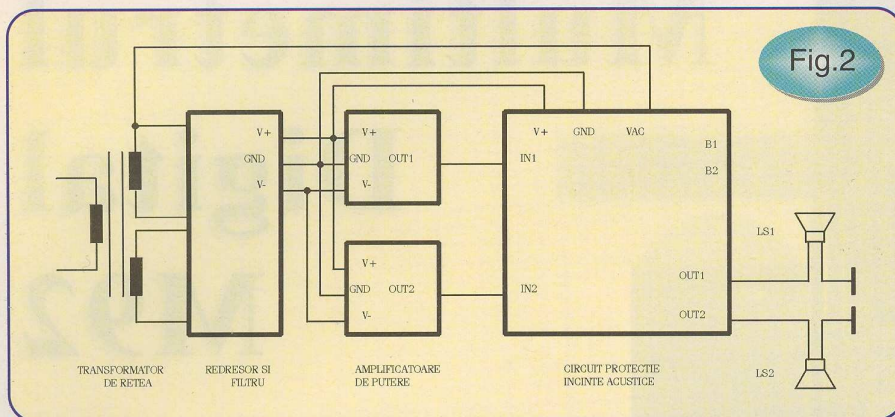 Fig.2
V+
GND
V-
V+
GND
V-
OUT1
V+
GND
V-
OUT2
V+
GND
VAC
IN1
IN2
B1
B2
OUT1
OUT2
LS1
LS2
TRANSFORMATOR
DE RETEA
REDRESOR SI
FILTRU
AMPLIFICATOARE
DE PUTERE
CIRCUIT PROTECTIE
INCINTE ACUSTICE